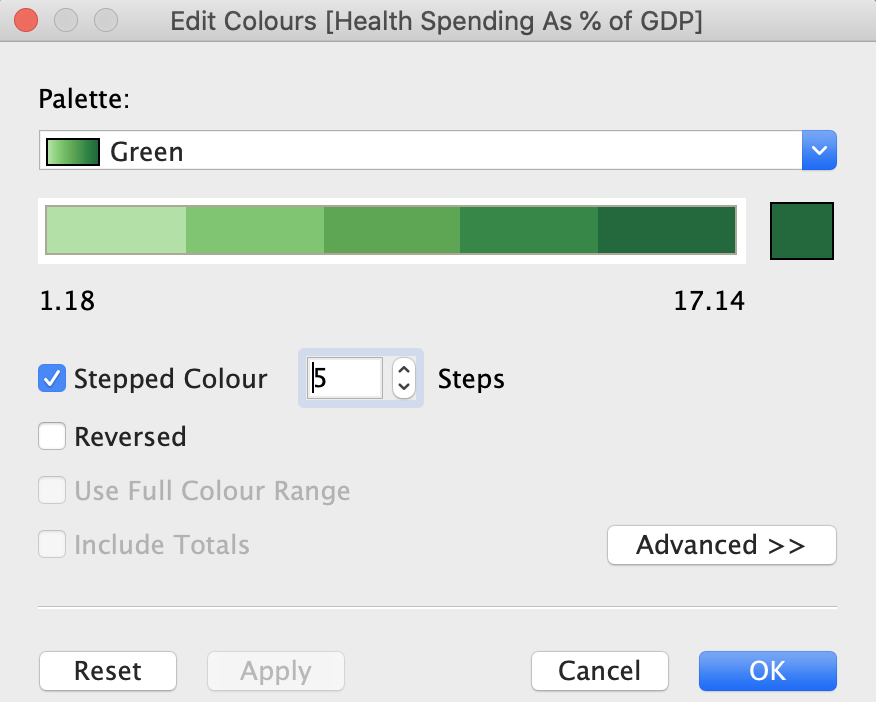 Edit Colours [Health Spending As % of GDP]
Palette:
Green
1.18 17.14
Stepped Colour 5 Steps
Reversed
Use Full Colour Range
Include Totals Advanced >>
Reset Apply Cancel OK